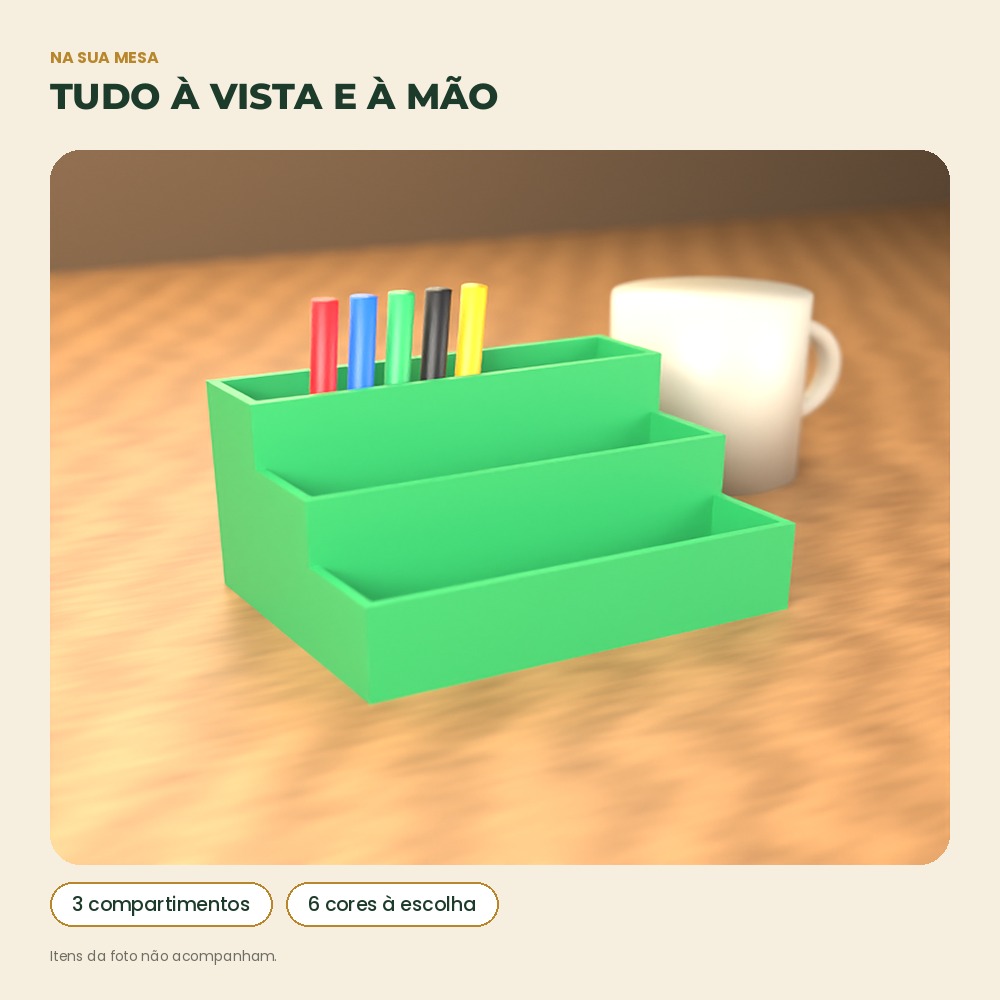 NA SUA MESA
TUDO À VISTA E À MÃO
3 compartimentos
6 cores à escolha
Itens da foto não acompanham.